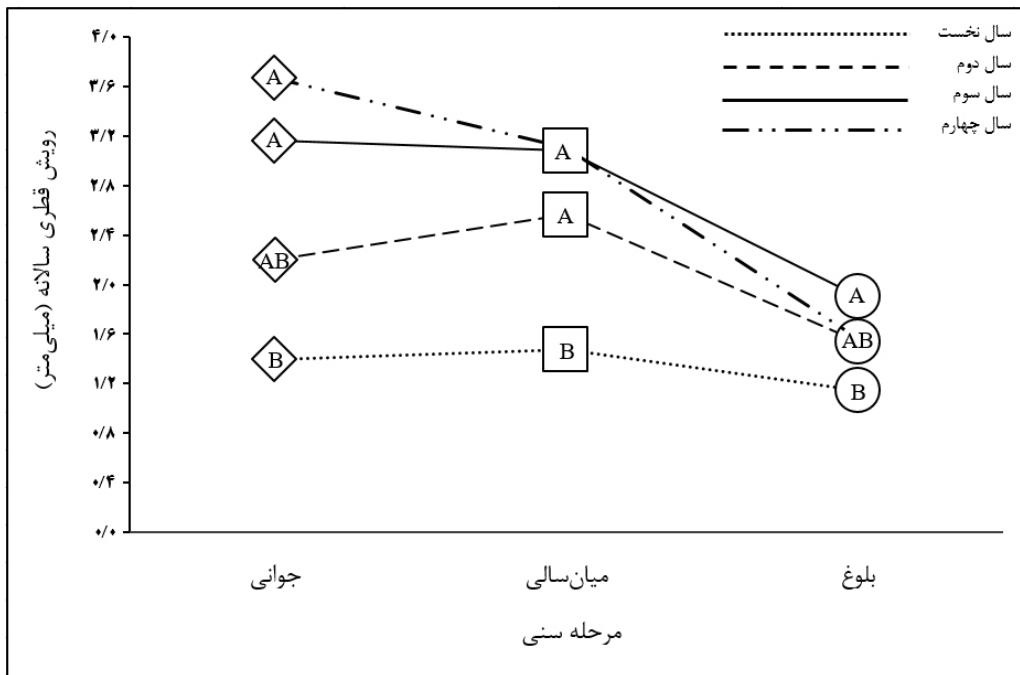 سال نخست
سال دوم
سال سوم
سال چهارم
رویش قطری سالانه (میلی‌متر)
۴/۰
۳/۶
۳/۲
۲/۸
۲/۴
۲/۰
۱/۶
۱/۲
۰/۸
۰/۴
۰/۰
A
A
A
A
AB
A
AB
B
B
B
جوانی
میان‌سالی
بلوغ
مرحله سنی